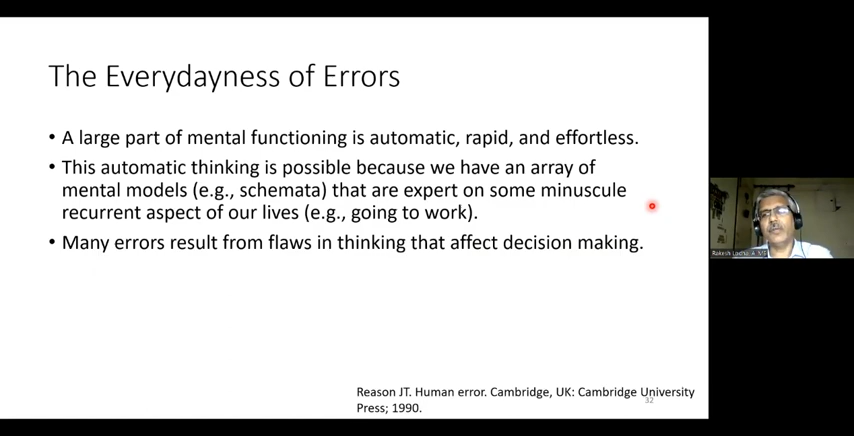 The Everydayness of Errors
• A large part of mental functioning is automatic, rapid, and effortless.
• This automatic thinking is possible because we have an array of
mental models (e.g., schemata) that are expert on some minuscule
recurrent aspect of our lives (e.g., going to work).
• Many errors result from flaws in thinking that affect decision making.
Reason JT. Human error. Cambridge, UK: Cambridge University
Press; 1990.
32
Rakesh